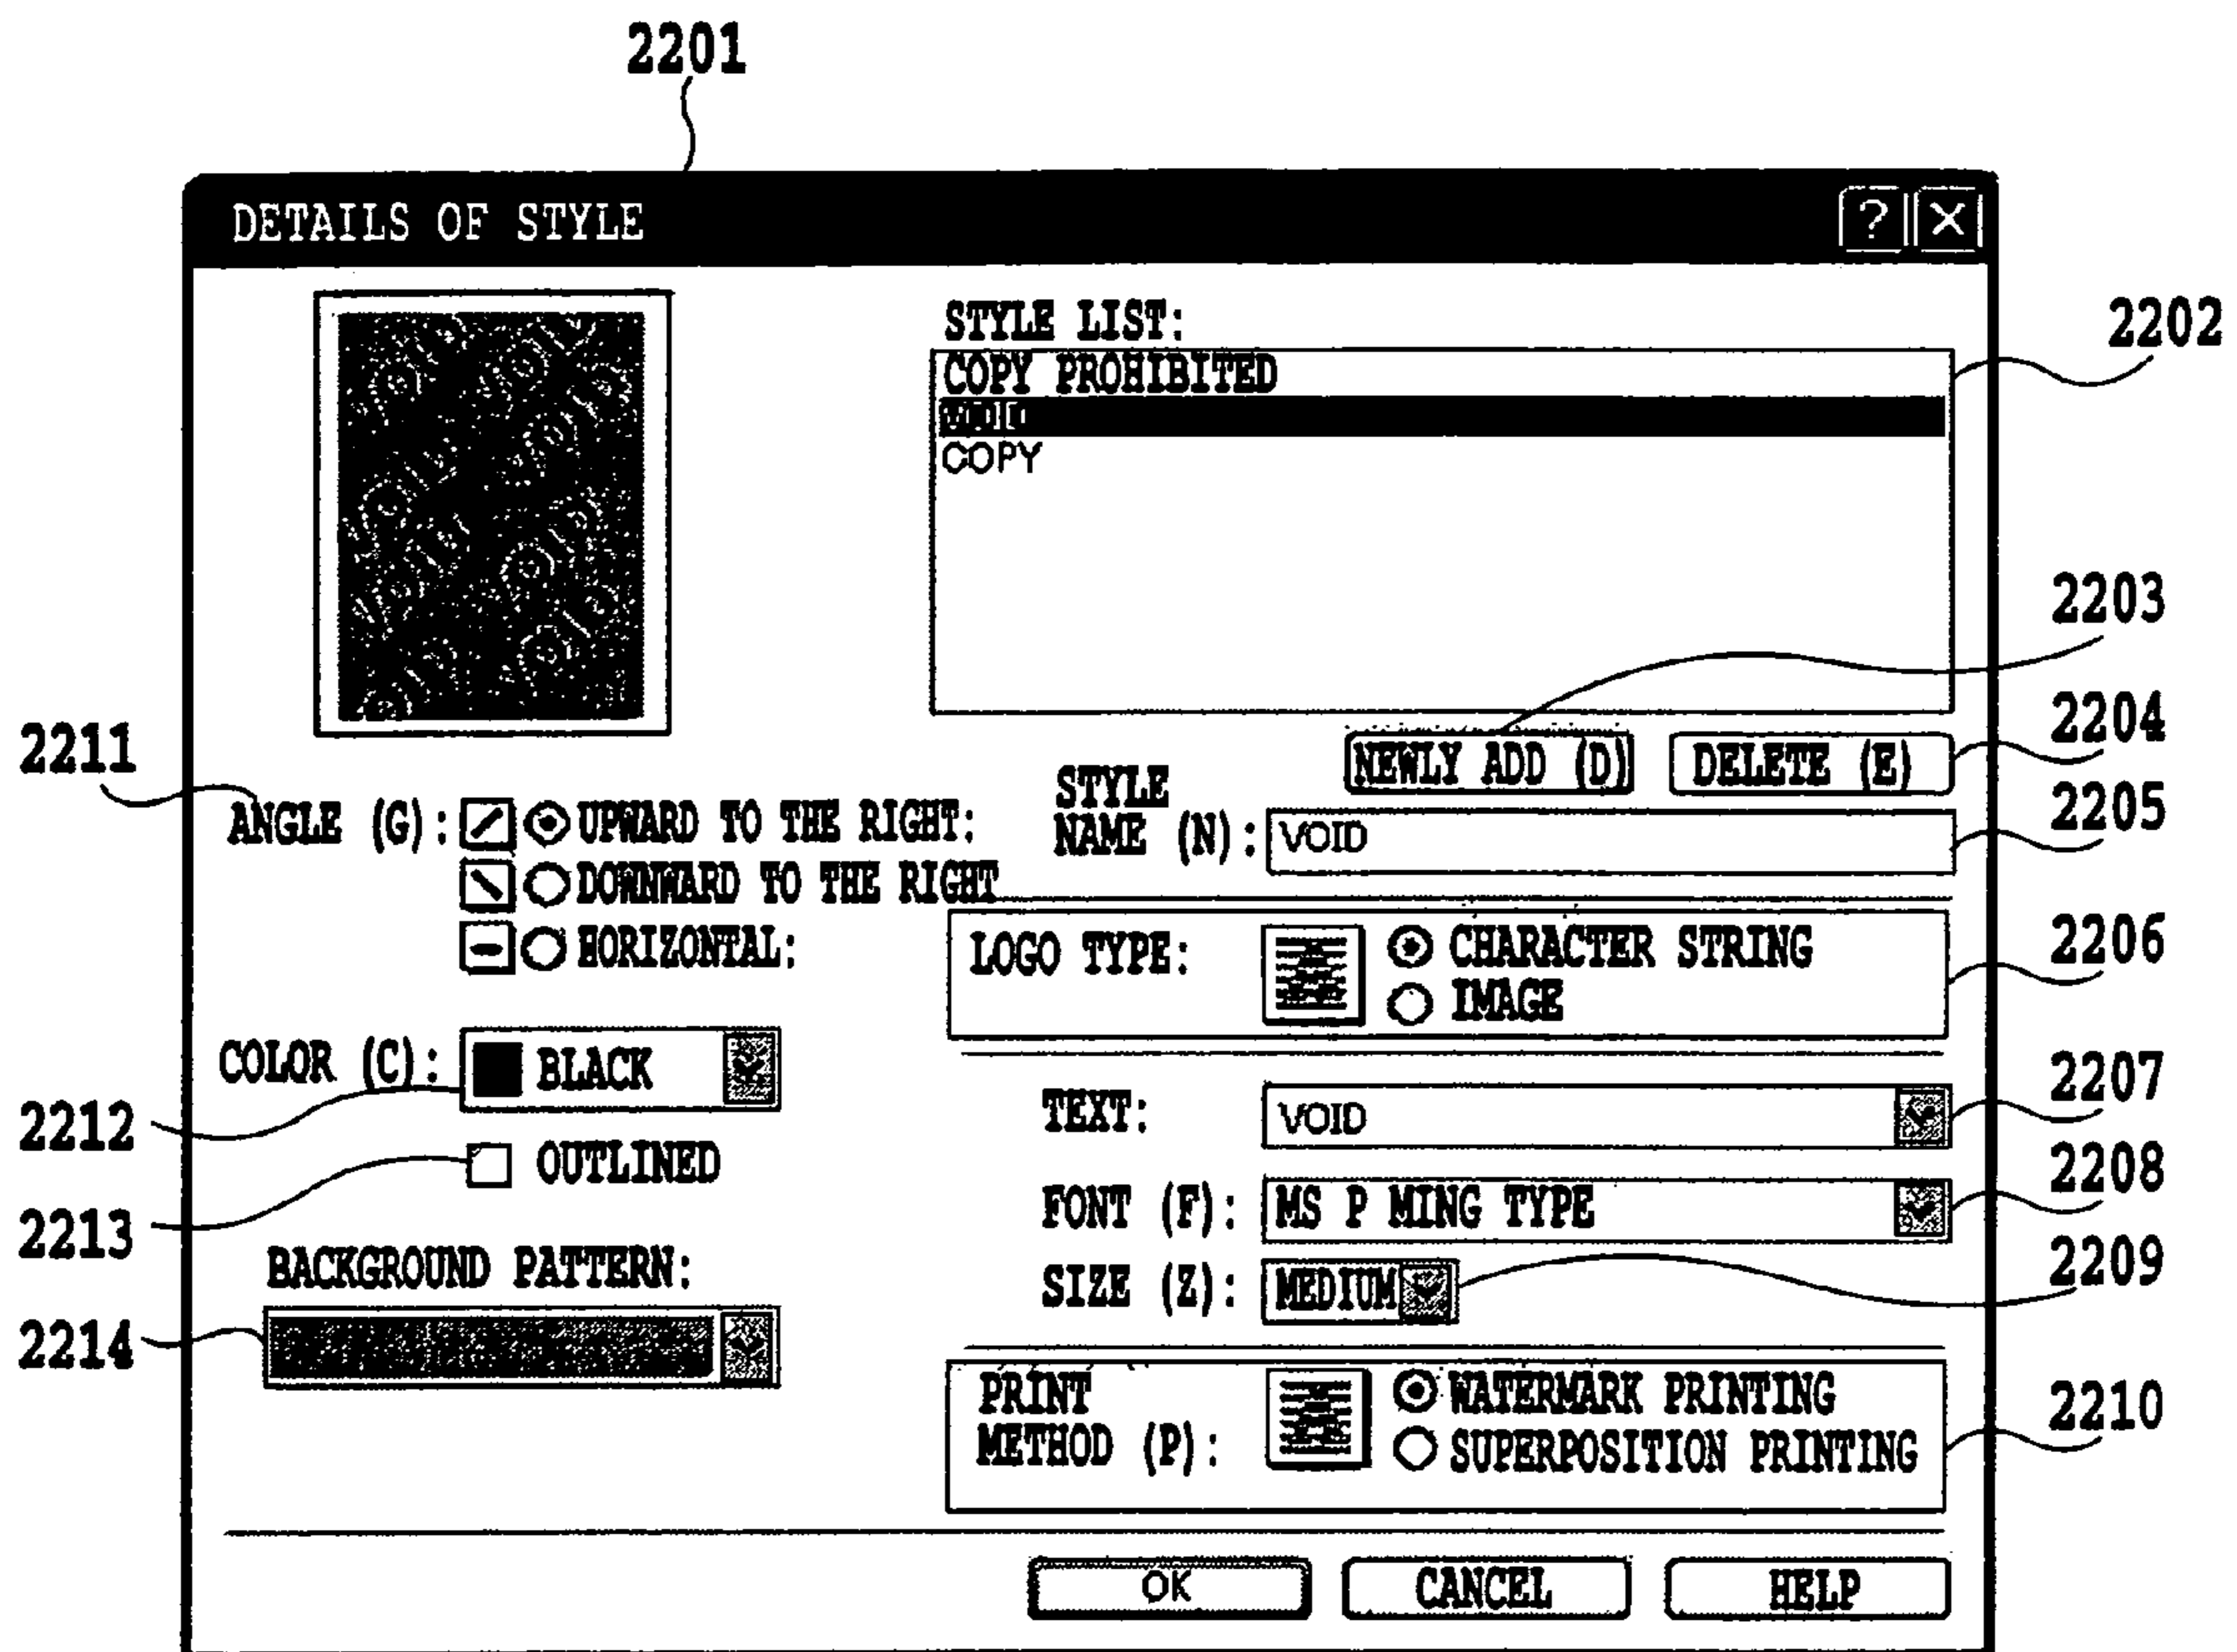 2201
DETAILS OF STYLE ? X
STYLE LIST:
2202
COPY PROHIBITED
VOID
COPY
2203
2204
NEWLY ADD (D) DELETE (E)
2211
2205
STYLE
NAME (N): VOID
ANGLE (G): UPWARD TO THE RIGHT:
DOWNWARD TO THE RIGHT
HORIZONTAL:
2206
LOGO TYPE: CHARACTER STRING
IMAGE
COLOR (C): BLACK
2207
2212
TEXT: VOID
OUTLINED
2208
2213
FONT (F): MS P MING TYPE
2209
BACKGROUND PATTERN:
SIZE (Z): MEDIUM
2214
PRINT
METHOD (P): WATERMARK PRINTING
SUPERPOSITION PRINTING
2210
OK CANCEL HELP